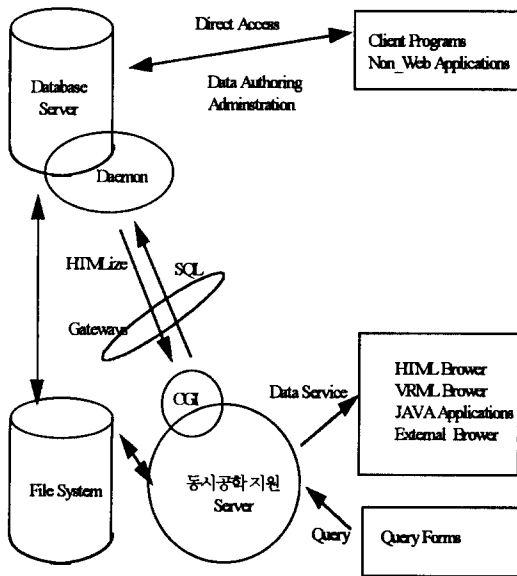 Direct Access
Client Programs
Non_Web Applications
Database
Server
Data Authoring
Adminstration
Daemon
HTMLize
SQL
Gateways
CGI
Data Service
HTML Brower
VRML Brower
JAVA Applications
External Brower
File System
동시공학 지원
Server
Query
Query Forms